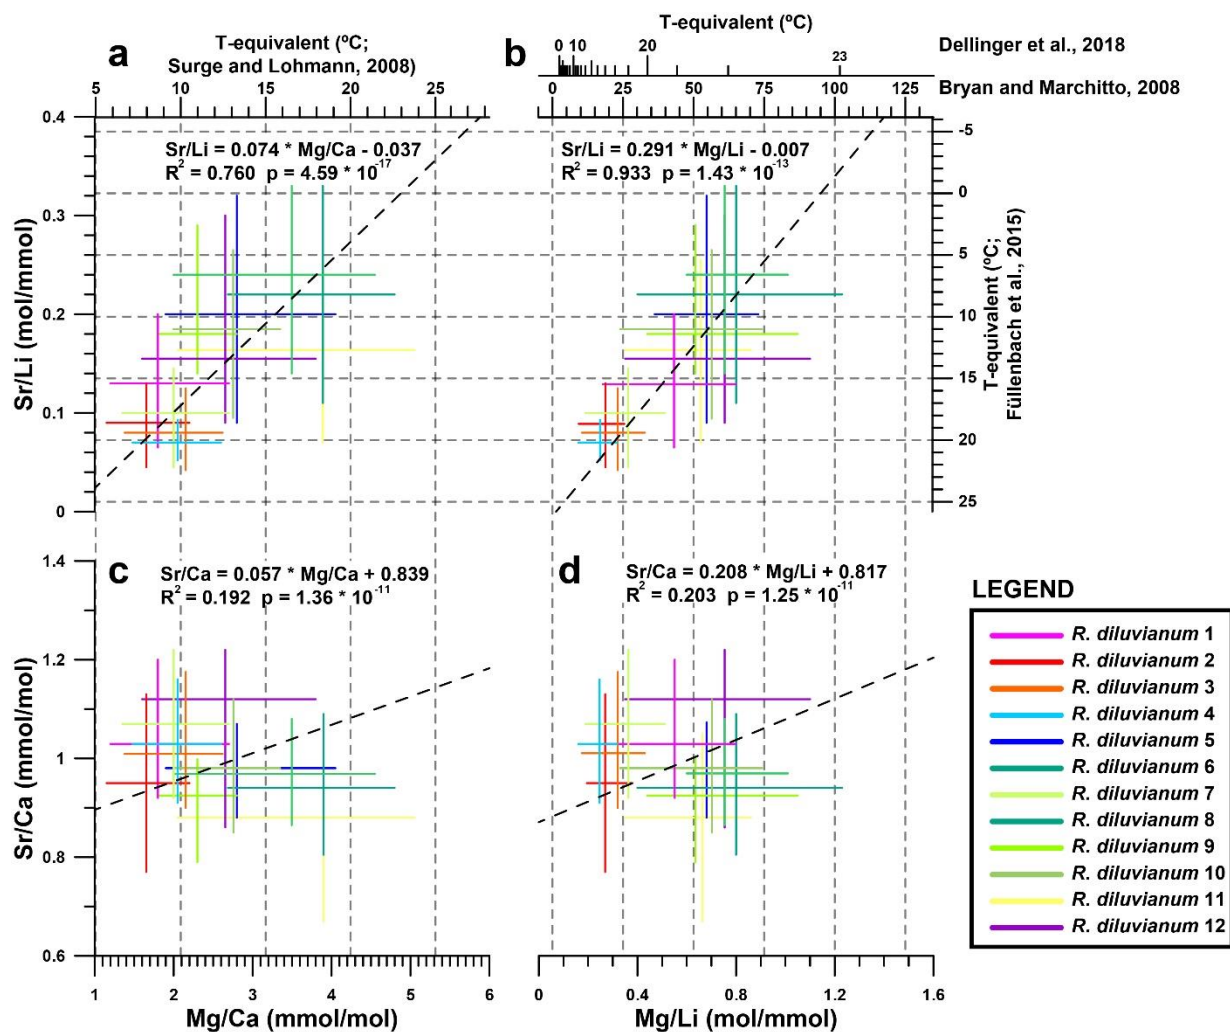 T-equivalent (ºC)
T-equivalent (ºC;
Surge and Lohmann, 2008)
0 10 20 23
Dellinger et al., 2018
Bryan and Marchitto, 2008
a
b
5 10 15 20 25
0 25 50 75 100 125
Sr/Li = 0.074 * Mg/Ca - 0.037
R2 = 0.760 p = 4.59 * 10-17
Sr/Li = 0.291 * Mg/Li - 0.007
R2 = 0.933 p = 1.43 * 10-13
Sr/Li (mol/mmol)
0.4
0.3
0.2
0.1
0
-5
0
5
10
15
20
25
T-equivalent (ºC;
Füllenbach et al., 2015)
c
d
Sr/Ca = 0.057 * Mg/Ca + 0.839
R2 = 0.192 p = 1.36 * 10-11
Sr/Ca = 0.208 * Mg/Li + 0.817
R2 = 0.203 p = 1.25 * 10-11
Sr/Ca (mmol/mol)
1.4
1.2
1
0.8
0.6
1 2 3 4 5 6
Mg/Ca (mmol/mol)
0 0.4 0.8 1.2 1.6
Mg/Li (mol/mmol)
LEGEND
R. diluvianum 1
R. diluvianum 2
R. diluvianum 3
R. diluvianum 4
R. diluvianum 5
R. diluvianum 6
R. diluvianum 7
R. diluvianum 8
R. diluvianum 9
R. diluvianum 10
R. diluvianum 11
R. diluvianum 12